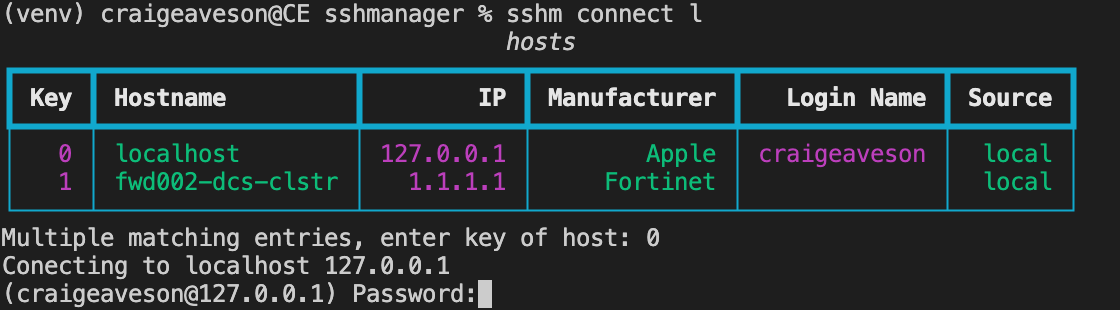 (venv) craigeaveson@CE sshmanager % sshm connect l
hosts
Key Hostname IP Manufacturer Login Name Source
0 localhost 127.0.0.1 Apple craigeaveson local
1 fwd002-dcs-clstr 1.1.1.1 Fortinet local
Multiple matching entries, enter key of host: 0
Conecting to localhost 127.0.0.1
(craigeaveson@127.0.0.1) Password: